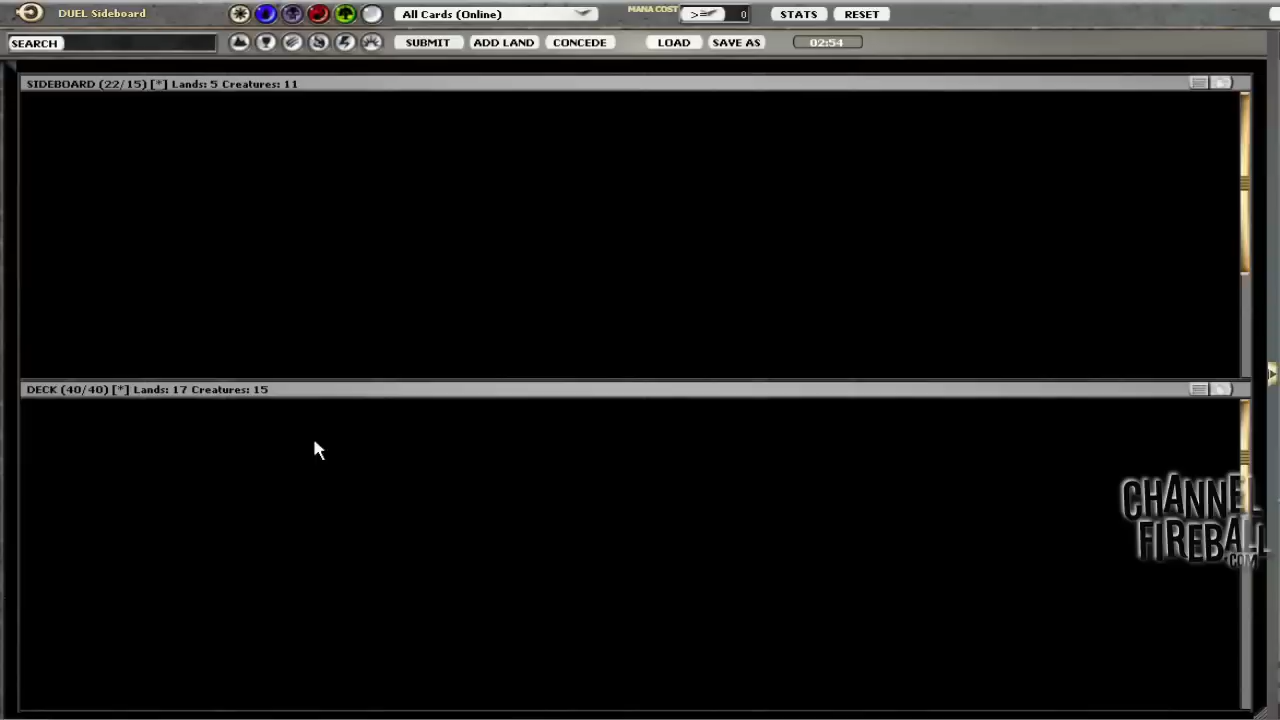 DUEL Sideboard
All Cards (Online)
MANA COST
>=
0
STATS
RESET
SEARCH
SUBMIT
ADD LAND
CONCEDE
LOAD
SAVE AS
02:54
SIDEBOARD (22/15) [*] Lands: 5 Creatures: 11
DECK (40/40) [*] Lands: 17 Creatures: 15
CHANNEL
FIREBALL
.COM